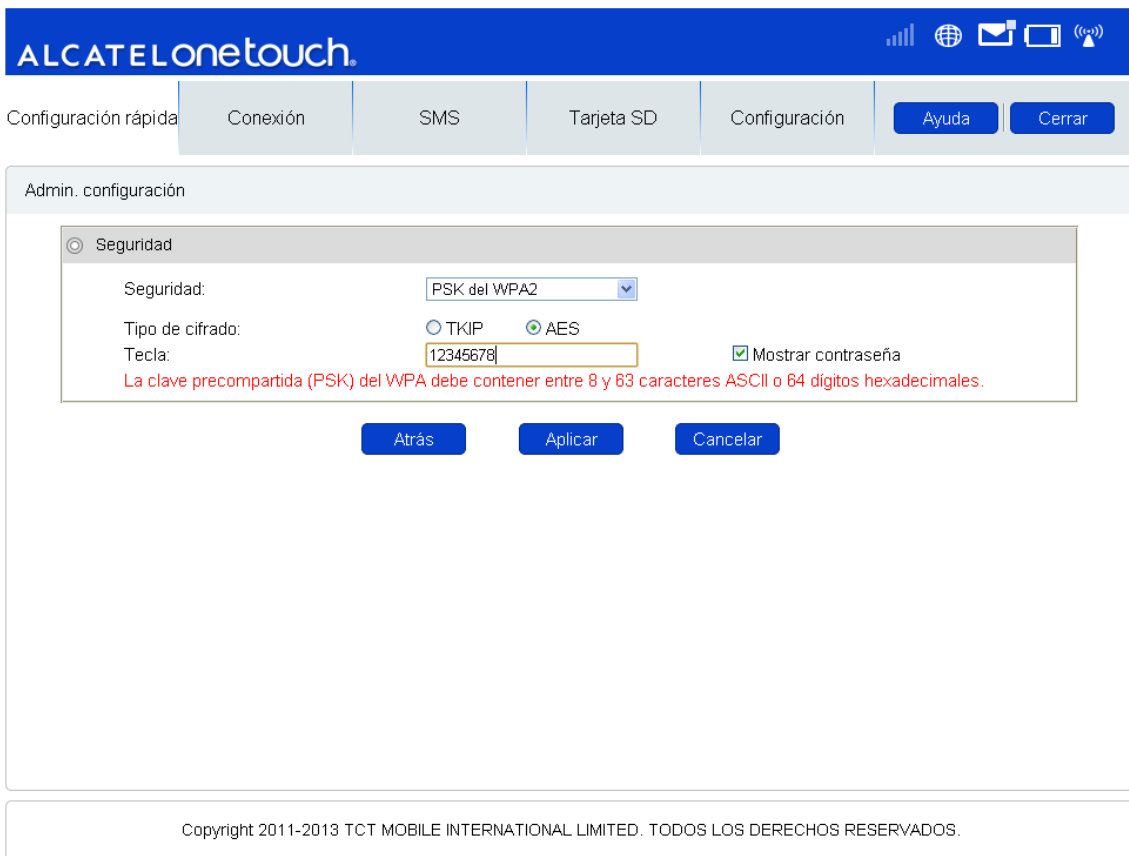 ALCATELonetouch.
Configuración rápida Conexión SMS Tarjeta SD Configuración Ayuda Cerrar
Admin. configuración
Seguridad
Seguridad: PSK del WPA2
Tipo de cifrado: TKIP AES
Tecla: 12345678 Mostrar contraseña
La clave precompartida (PSK) del WPA debe contener entre 8 y 63 caracteres ASCII o 64 dígitos hexadecimales.
Atrás Aplicar Cancelar
Copyright 2011-2013 TCT MOBILE INTERNATIONAL LIMITED. TODOS LOS DERECHOS RESERVADOS.